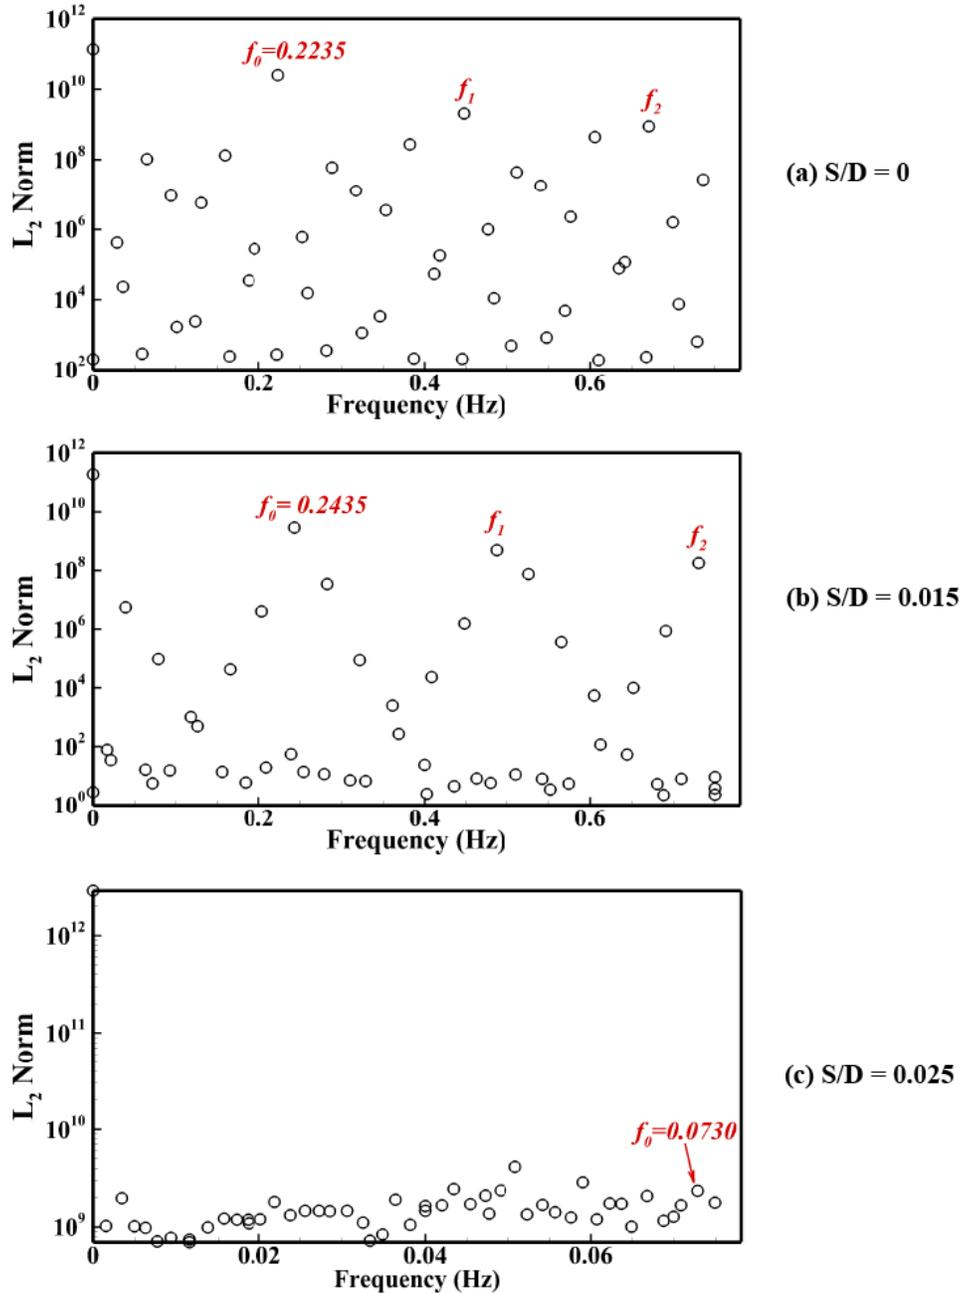 10¹²
f₀=0.2235
10¹⁰
f₁
f₂
10⁸
(a) S/D = 0
L₂ Norm
10⁶
10⁴
10²
0 0.2 0.4 0.6
Frequency (Hz)
10¹²
10¹⁰
f₀= 0.2435
f₁
f₂
10⁸
(b) S/D = 0.015
L₂ Norm
10⁶
10⁴
10²
10⁰
0 0.2 0.4 0.6
Frequency (Hz)
10¹²
10¹¹
(c) S/D = 0.025
L₂ Norm
10¹⁰
f₀=0.0730
10⁹
0 0.02 0.04 0.06
Frequency (Hz)